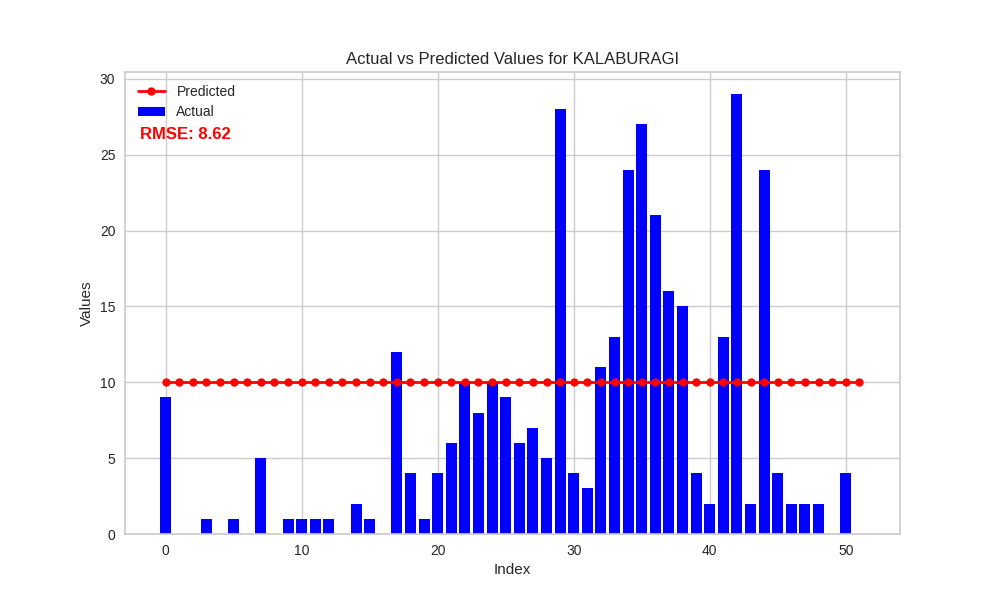 Actual vs Predicted Values for KALABURAGI
30
25
20
15
10
5
0
Values
Predicted
Actual
RMSE: 8.62
0 10 20 30 40 50
Index